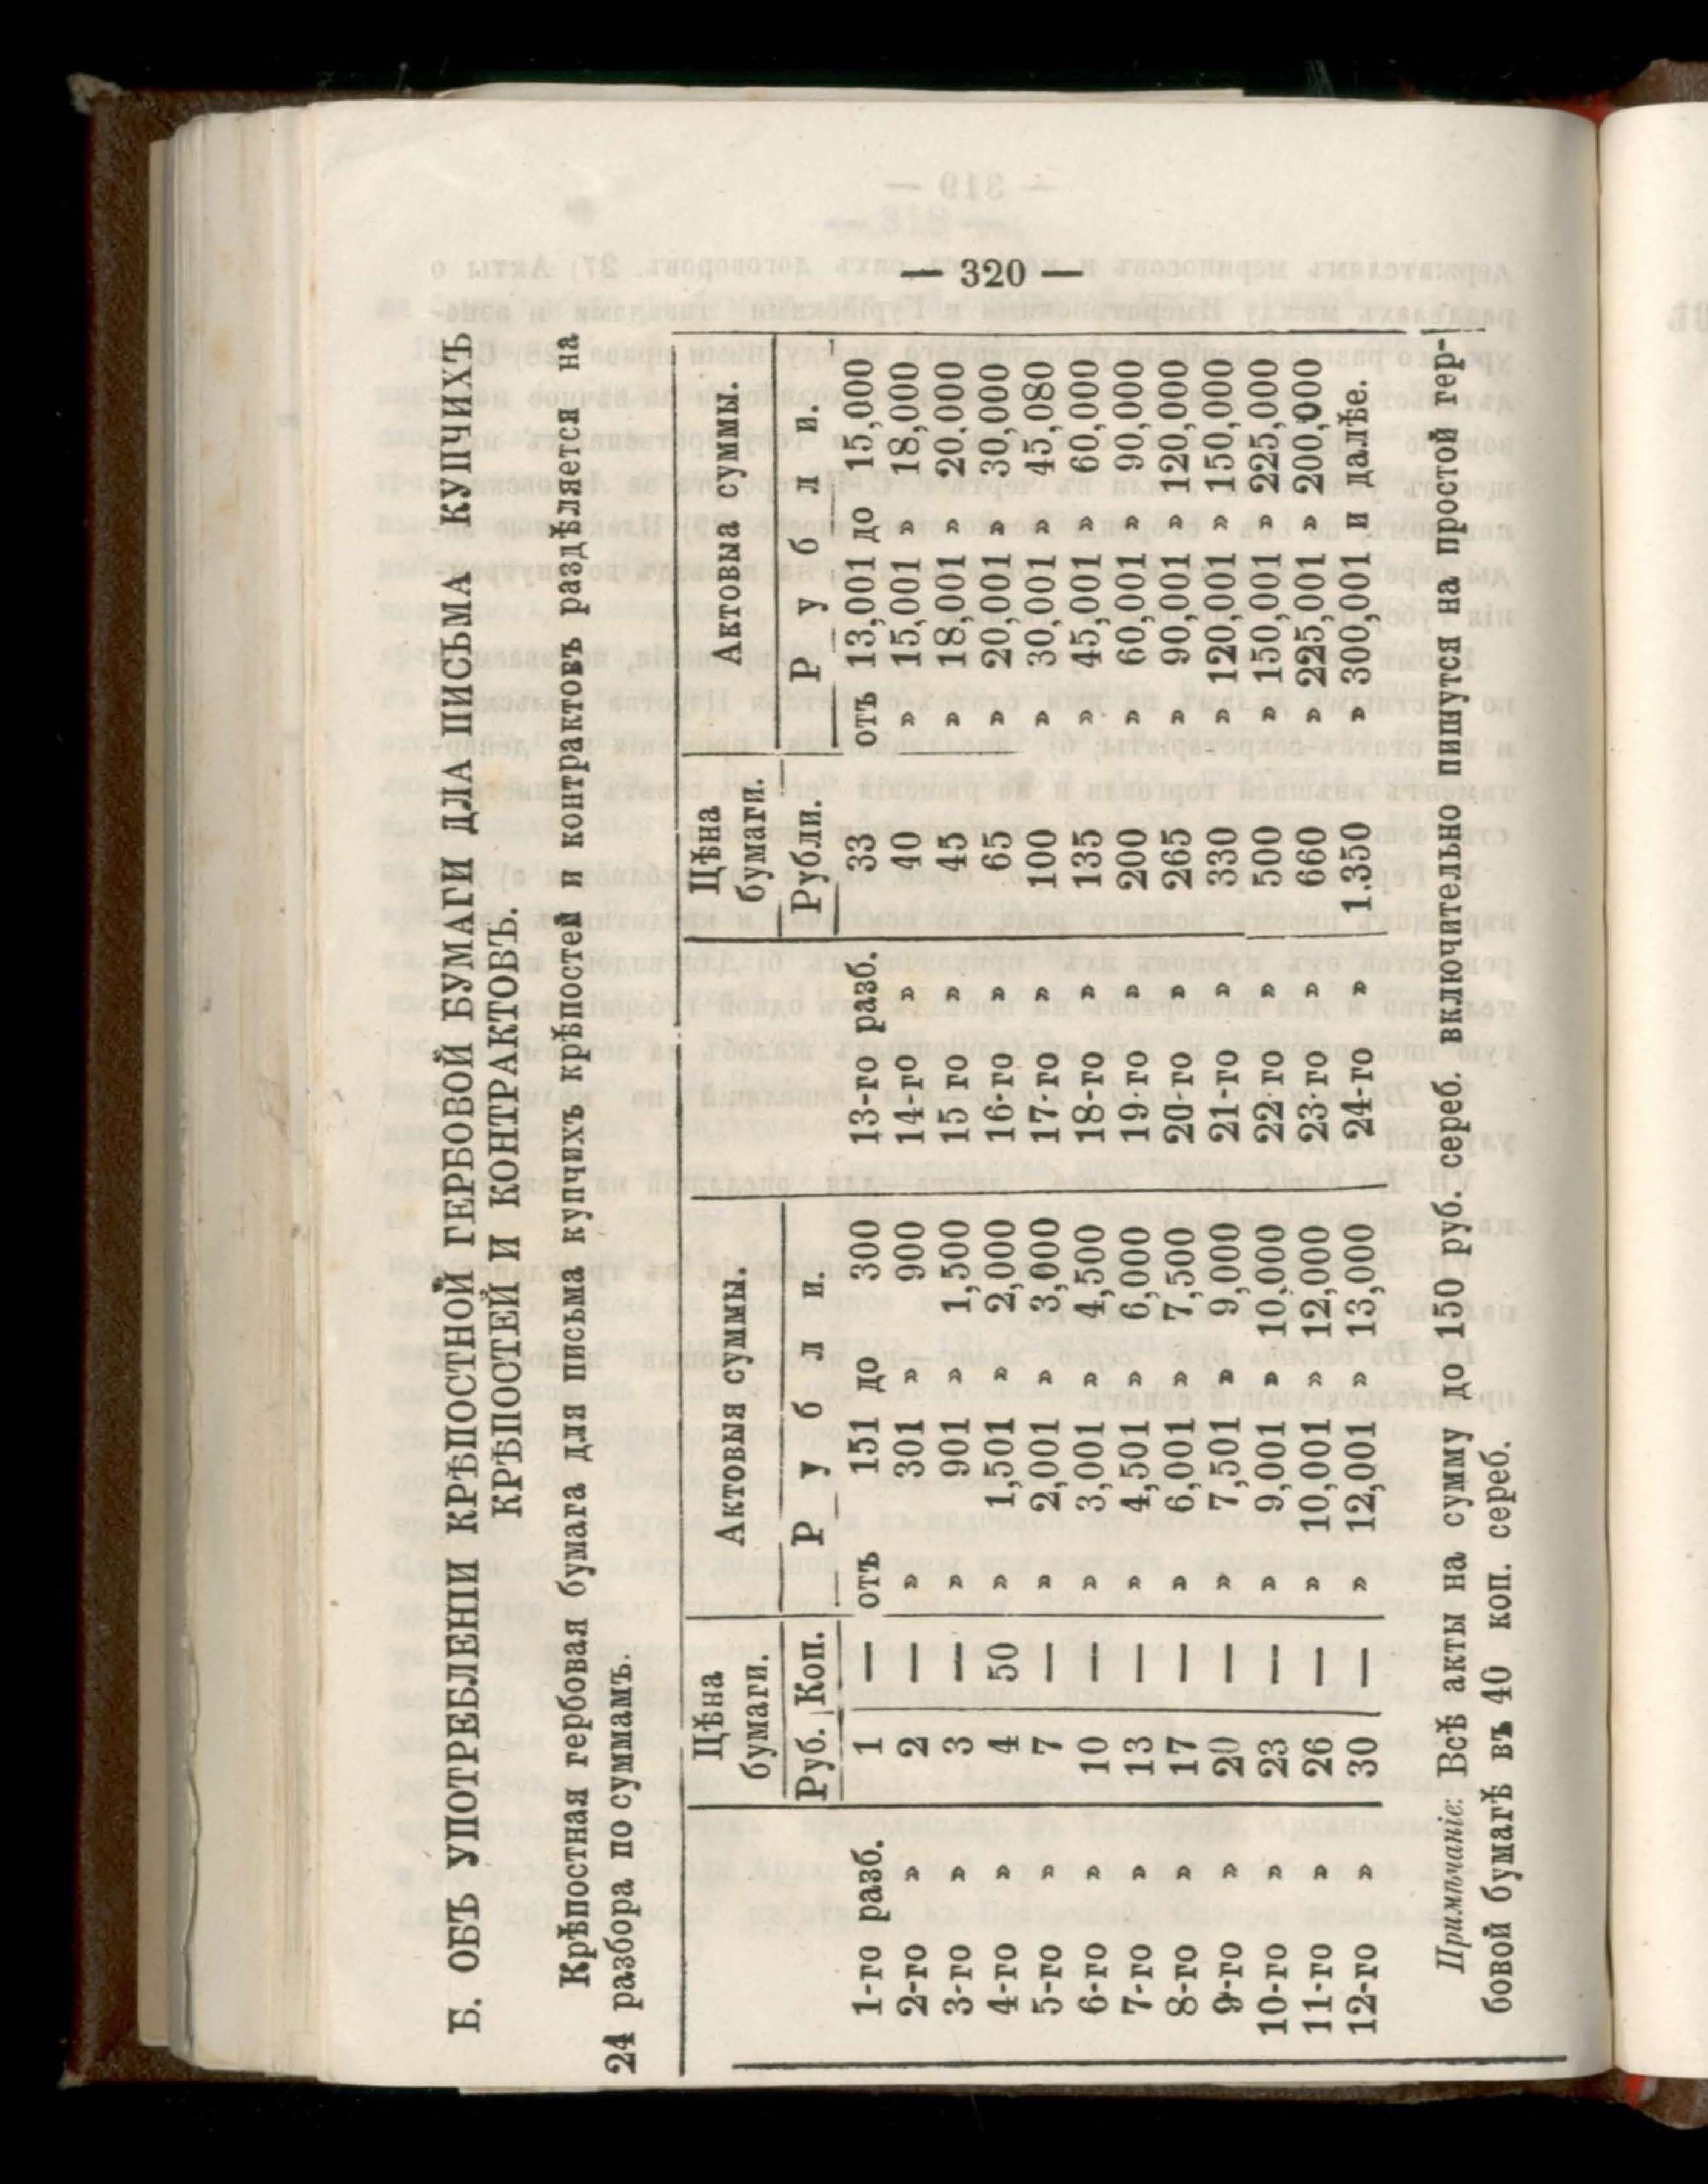 — 320 —
Б. ОБЪ УПОТРЕБЛЕНІИ КРѢПОСТНОЙ ГЕРБОВОЙ БУМАГИ ДЛА ПИСЬМА КУПЧИХЪ
КРѢПОСТЕЙ И КОНТРАКТОВЪ.
Крѣпостная гербовая бумага для письма купчихъ крѣпостей и контрактовъ раздѣляется на
24 разбора по суммамъ.
Цѣна бумаги. Актовыя суммы. Цѣна бумаги. Актовыа суммы.
Руб. Коп. Р у б л и. Рубли. Р у б л и.
1-го разб. 1 — отъ 151 до 300 13-го разб. 33 отъ 13,001 до 15,000
2-го » 2 — » 301 » 900 14-го » 40 » 15,001 » 18,000
3-го » 3 — » 901 » 1,500 15-го » 45 » 18,001 » 20.000
4-го » 4 50 » 1,501 » 2,000 16-го » 65 » 20,001 » 30,000
5-го » 7 — » 2,001 » 3,000 17-го » 100 » 30,001 » 45,080
6-го » 10 — » 3,001 » 4,500 18-го » 135 » 45,001 » 60,000
7-го » 13 — » 4,501 » 6,000 19-го » 200 » 60,001 » 90,000
8-го » 17 — » 6,001 » 7,500 20-го » 265 » 90,001 » 120,000
9-го » 20 — » 7,501 » 9,000 21-го » 330 » 120,001 » 150,000
10-го » 23 — » 9,001 » 10,000 22-го » 500 » 150,001 » 225,000
11-го » 26 — » 10,001 » 12,000 23-го » 660 » 225,001 » 200,000
12-го » 30 — » 12,001 » 13,000 24-го » 1.350 » 300,001 и далѣе.
Примѣчаніе: Всѣ акты на сумму до 150 руб. сереб. включительно пишутся на простой гер-
бовой бумагѣ въ 40 коп. сереб.